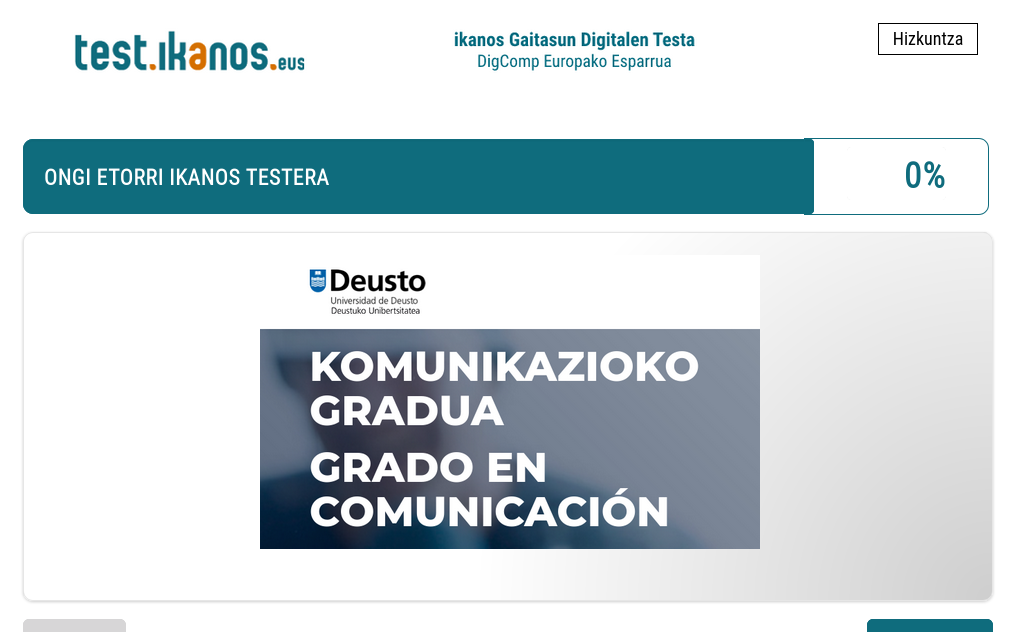 test.ikanos.eus
ikanos Gaitasun Digitalen Testa
DigComp Europako Esparrua
Hizkuntza
ONGI ETORRI IKANOS TESTERA
0%
Deusto
Universidad de Deusto
Deustuko Unibertsitatea
KOMUNIKAZIOKO
GRADUA
GRADO EN
COMUNICACIÓN